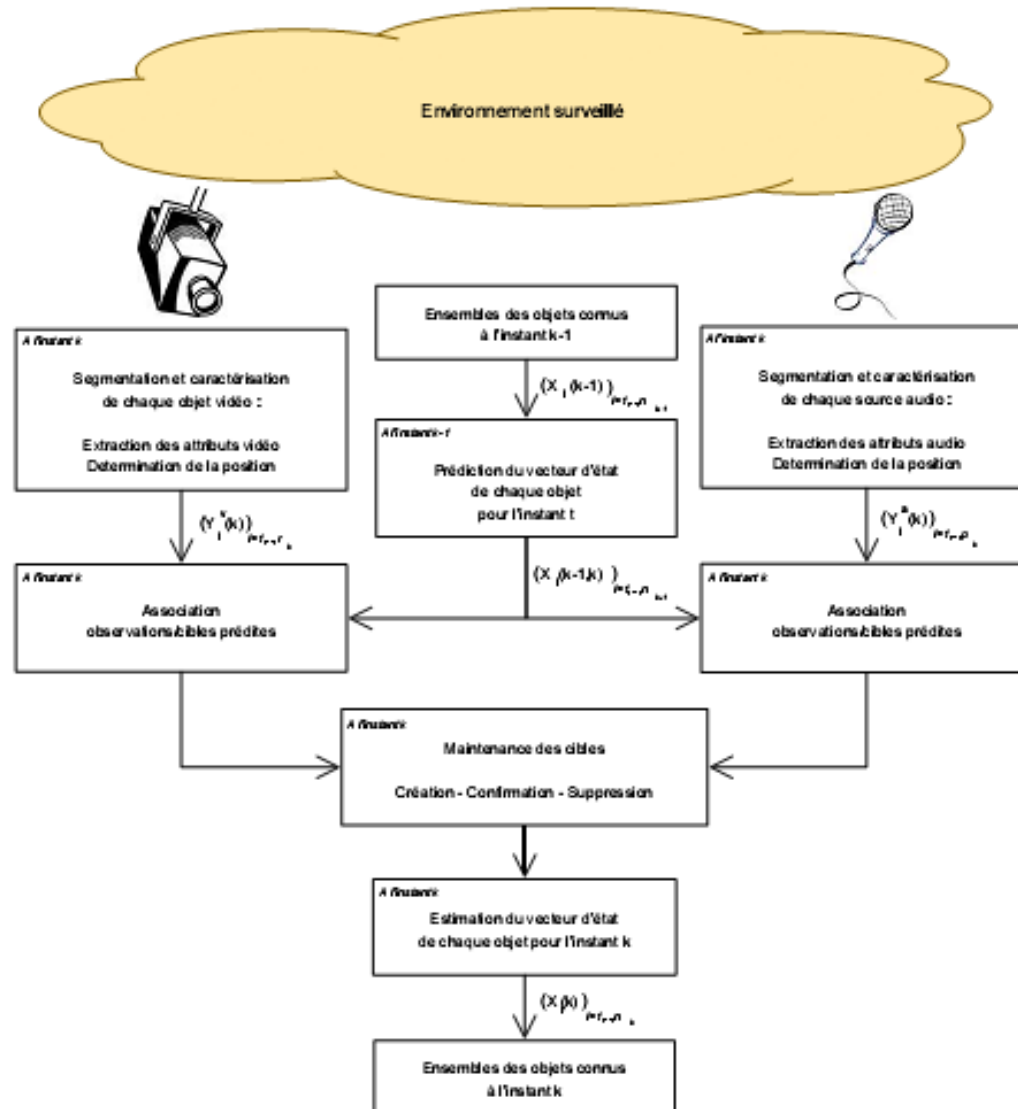 Environnement surveillé
Ensembles des objets connus
à l'instant k-1
A l'instant k
Segmentation et caractérisation
de chaque objet vidéo :
Extraction des attributs vidéo
Determination de la position
A l'instant k
Segmentation et caractérisation
de chaque source audio :
Extraction des attributs audio
Determination de la position
(X i (k-1))
A l'instant k-1
Prédiction du vecteur d'état
de chaque objet
pour l'instant t
(Y i v (k))
(X i (k-1,k))
(Y i a (k))
A l'instant k
Association
observations/cibles prédites
A l'instant k
Association
observations/cibles prédites
A l'instant k
Maintenance des cibles
Création - Confirmation - Suppression
A l'instant k
Estimation du vecteur d'état
de chaque objet pour l'instant k
(X i (k))
Ensembles des objets connus
à l'instant k